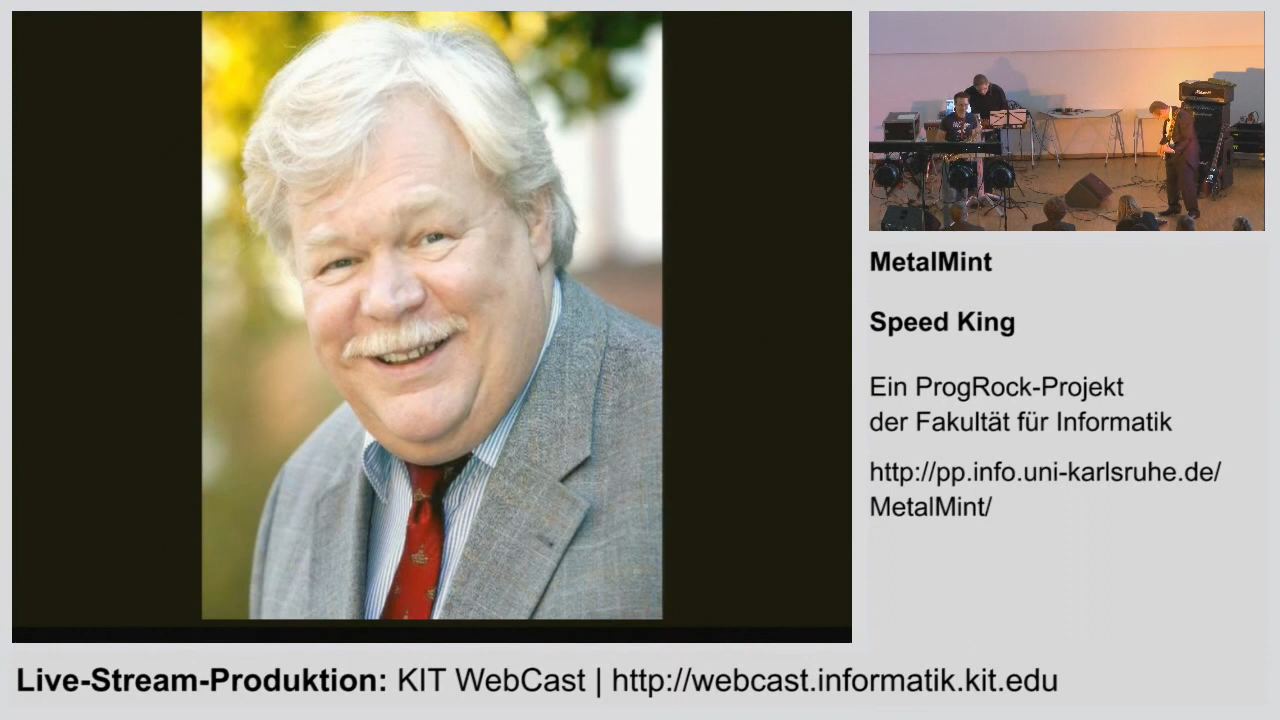 MetalMint
Speed King
Ein ProgRock-Projekt
der Fakultät für Informatik
http://pp.info.uni-karlsruhe.de/
MetalMint/
Live-Stream-Produktion: KIT WebCast | http://webcast.informatik.kit.edu